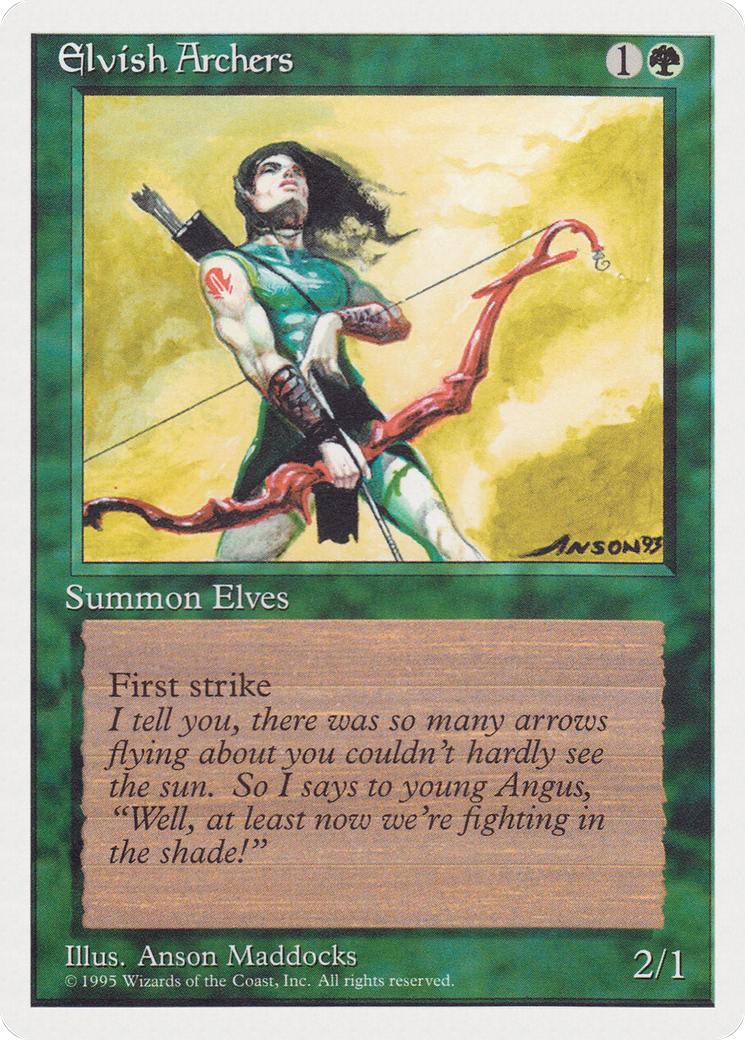 Elvish Archers 1
ANSON '93
Summon Elves
First strike
I tell you, there was so many arrows
flying about you couldn't hardly see
the sun. So I says to young Angus,
“Well, at least now we're fighting in
the shade!”
Illus. Anson Maddocks
© 1995 Wizards of the Coast, Inc. All rights reserved.
2/1